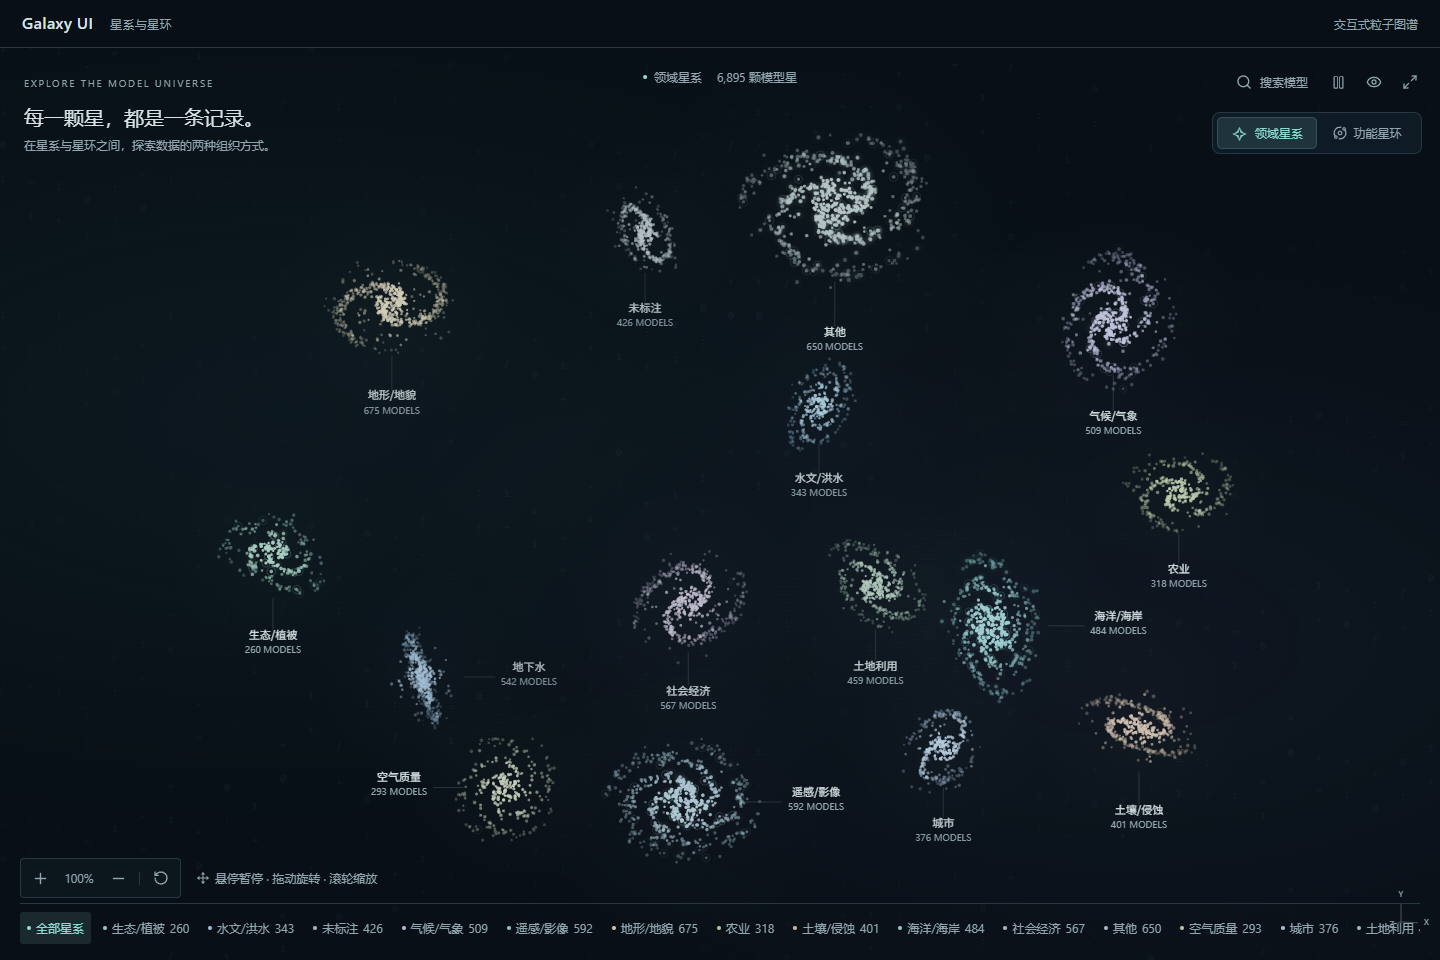 Galaxy UI 星系与星环
交互式粒子图谱
EXPLORE THE MODEL UNIVERSE
每一颗星，都是一条记录。
在星系与星环之间，探索数据的两种组织方式。
领域星系 6,895 颗模型星
搜索模型
领域星系 功能星环
未标注
426 MODELS
其他
650 MODELS
地形/地貌
675 MODELS
气候/气象
509 MODELS
水文/洪水
343 MODELS
农业
318 MODELS
生态/植被
260 MODELS
海洋/海岸
484 MODELS
地下水
542 MODELS
土地利用
459 MODELS
社会经济
567 MODELS
空气质量
293 MODELS
遥感/影像
592 MODELS
城市
376 MODELS
土壤/侵蚀
401 MODELS
100%
悬停暂停 · 拖动旋转 · 滚轮缩放
Y
X
Z
全部星系 生态/植被 260 水文/洪水 343 未标注 426 气候/气象 509 遥感/影像 592 地形/地貌 675 农业 318 土壤/侵蚀 401 海洋/海岸 484 社会经济 567 其他 650 空气质量 293 城市 376 土地利用